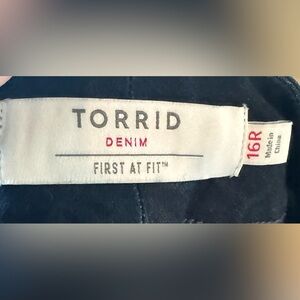 TORRID
DENIM
FIRST AT FIT™
16R
Made in
China